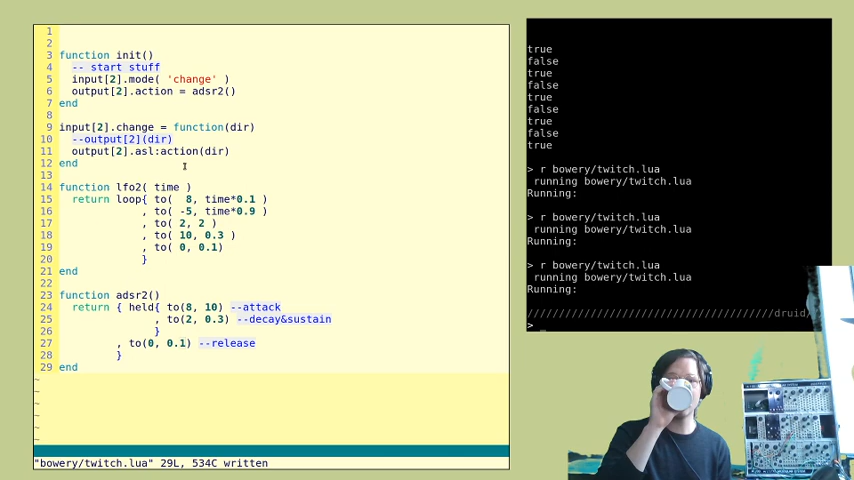 1
2
3 function init()
4 -- start stuff
5 input[2].mode( 'change' )
6 output[2].action = adsr2()
7 end
8
9 input[2].change = function(dir)
10 --output[2](dir)
11 output[2].asl:action(dir)
12 end
13
14 function lfo2( time )
15 return loop{ to( 8, time*0.1 )
16 , to( -5, time*0.9 )
17 , to( 2, 2 )
18 , to( 10, 0.3 )
19 , to( 0, 0.1)
20 }
21 end
22
23 function adsr2()
24 return { held{ to(8, 10) --attack
25 , to(2, 0.3) --decay&sustain
26 }
27 , to(0, 0.1) --release
28 }
29 end
~
~
~
~
~
~
"bowery/twitch.lua" 29L, 534C written
true
false
true
false
true
false
true
false
true
> r bowery/twitch.lua
running bowery/twitch.lua
Running:
> r bowery/twitch.lua
running bowery/twitch.lua
Running:
> r bowery/twitch.lua
running bowery/twitch.lua
Running:
/////////////////////////////////////////druid/
> _